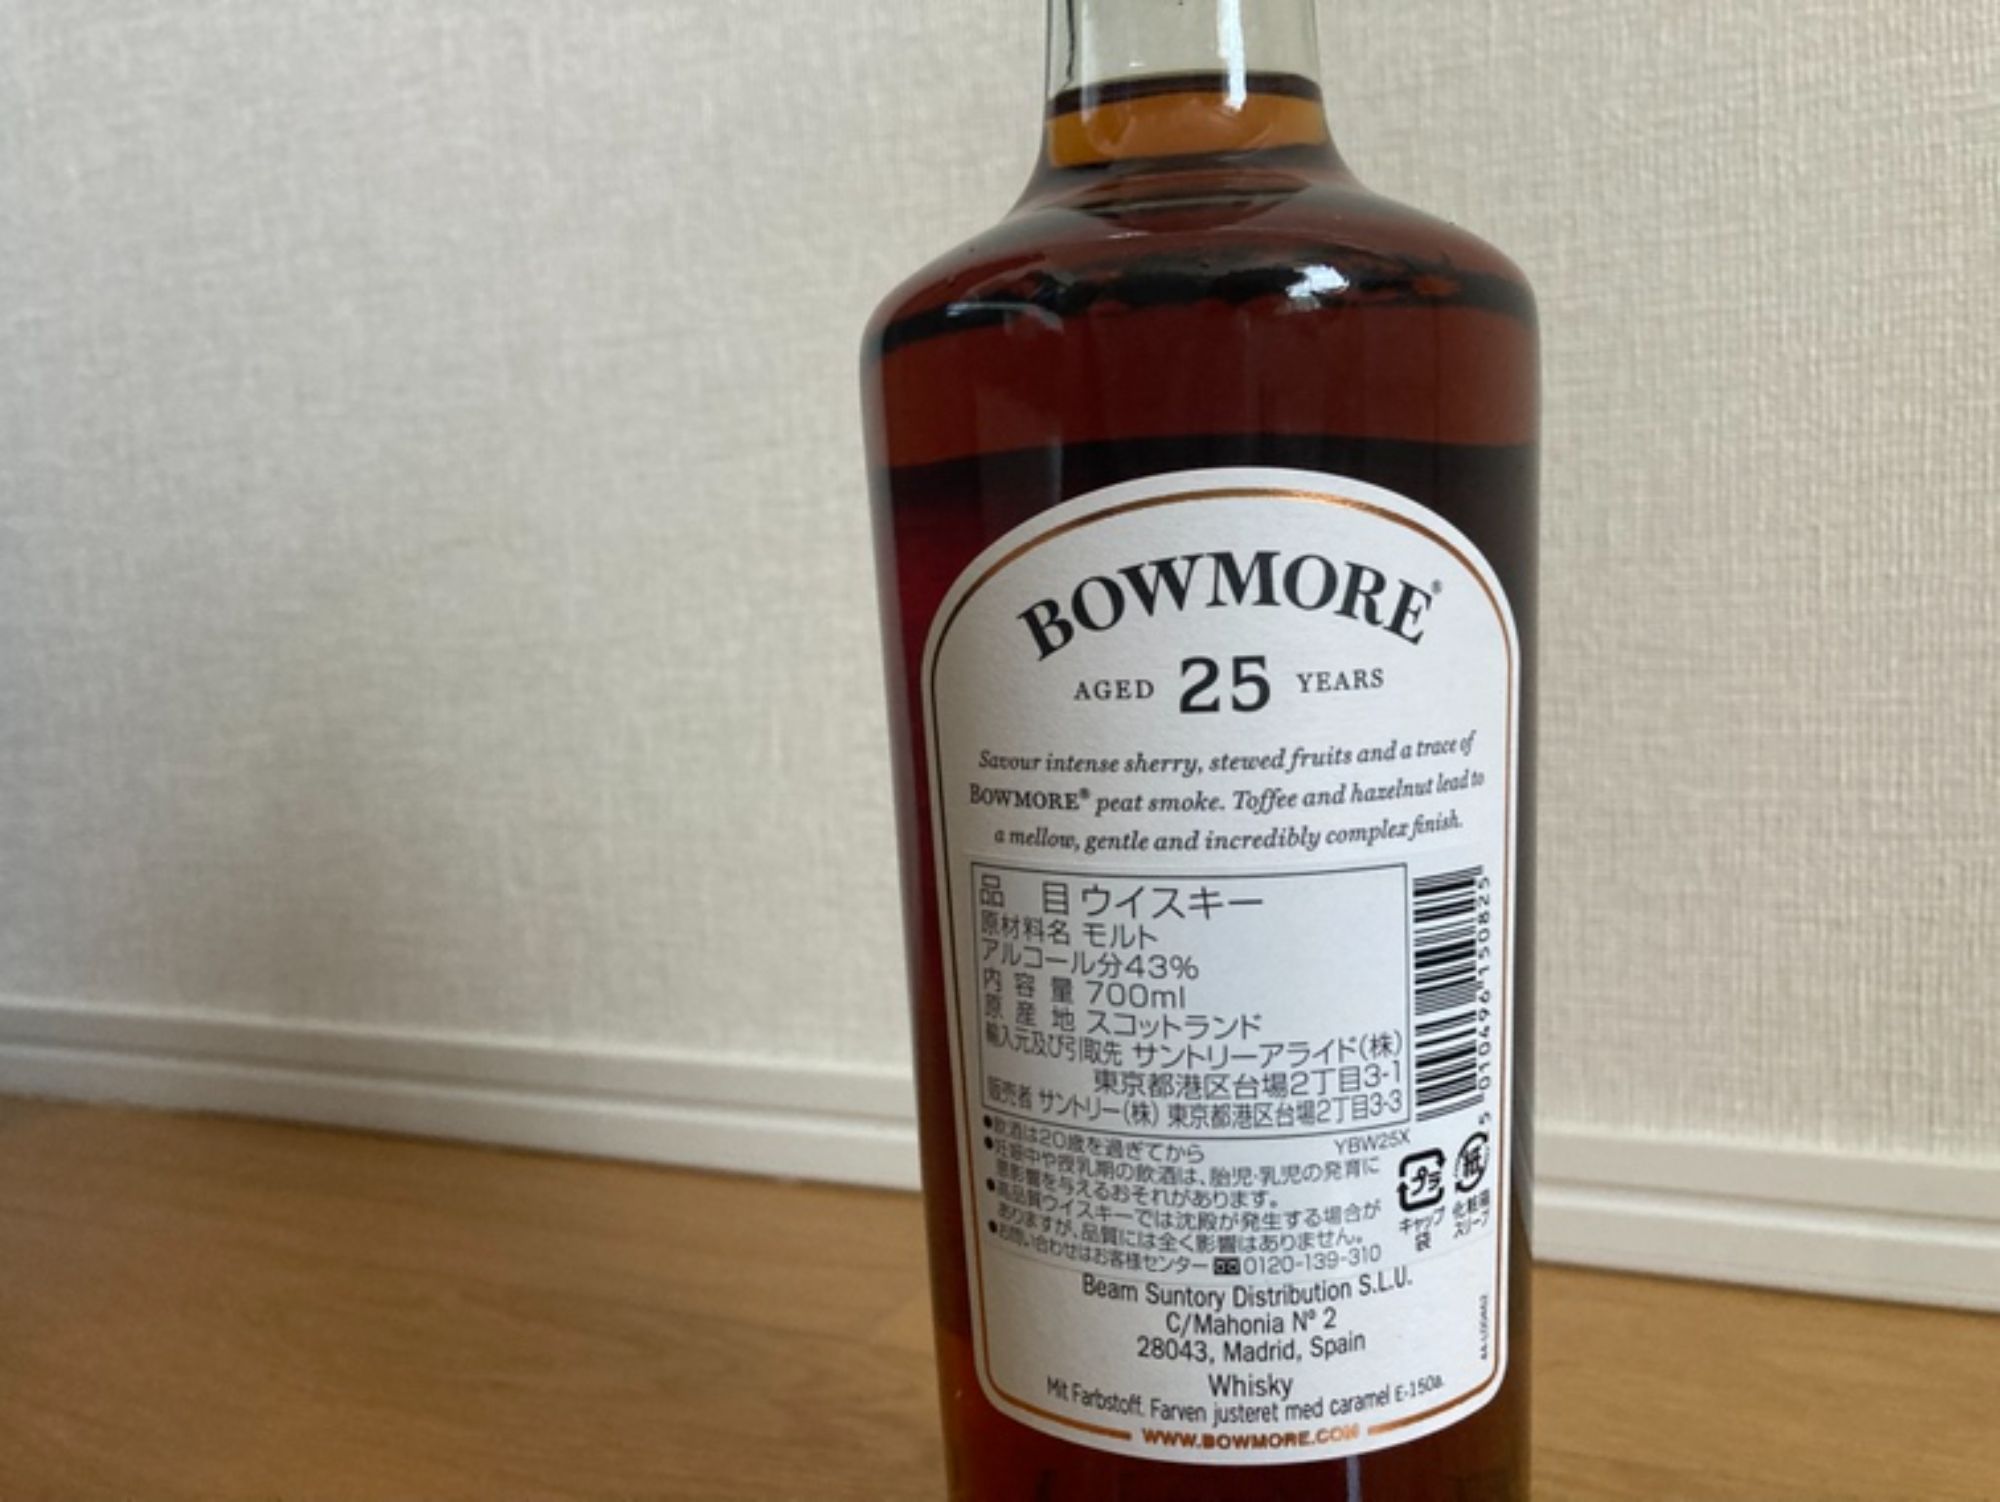 BOWMORE®
AGED 25 YEARS
Savour intense sherry, stewed fruits and a trace of
BOWMORE® peat smoke. Toffee and hazelnut lead to
a mellow, gentle and incredibly complex finish.
品 目 ウイスキー
原材料名 モルト
アルコール分43%
内 容 量 700ml
原 産 地 スコットランド
輸入元及び引取先 サントリーアライド(株)
東京都港区台場2丁目3-1
販売者 サントリー(株) 東京都港区台場2丁目3-3
5 010496 150825
●飲酒は20歳を過ぎてから YBW25X
●妊娠中や授乳期の飲酒は、胎児・乳児の発育に
悪影響を与えるおそれがあります。
●高品質ウイスキーでは沈殿が発生する場合が
ありますが、品質には全く影響はありません。
●お問い合わせはお客様センター 0120-139-310
プラ
キャップ
袋
紙
化粧箱
スリーブ
Beam Suntory Distribution S.L.U.
C/Mahonia Nº 2
28043, Madrid, Spain
Whisky
Mit Farbstoff. Farven justeret med caramel E-150a.
WWW.BOWMORE.COM